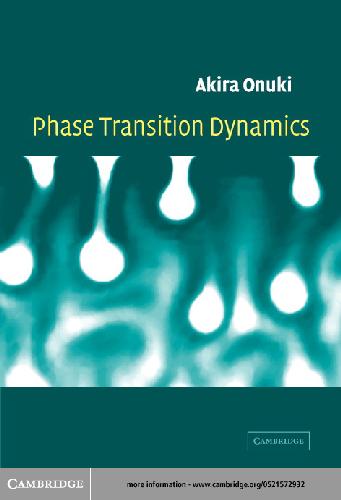 Akira Onuki
Phase Transition Dynamics
CAMBRIDGE
CAMBRIDGE
more information - www.cambridge.org/0521572932